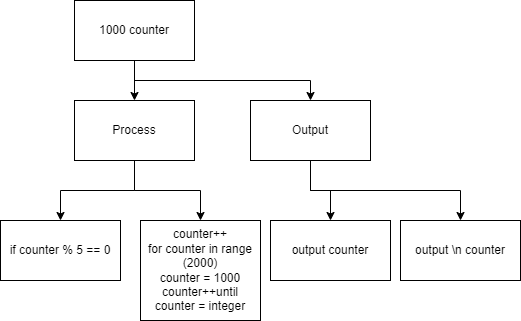 1000 counter
Process
Output
if counter % 5 == 0
counter++
for counter in range
(2000)
counter = 1000
counter++until
counter = integer
output counter
output \n counter